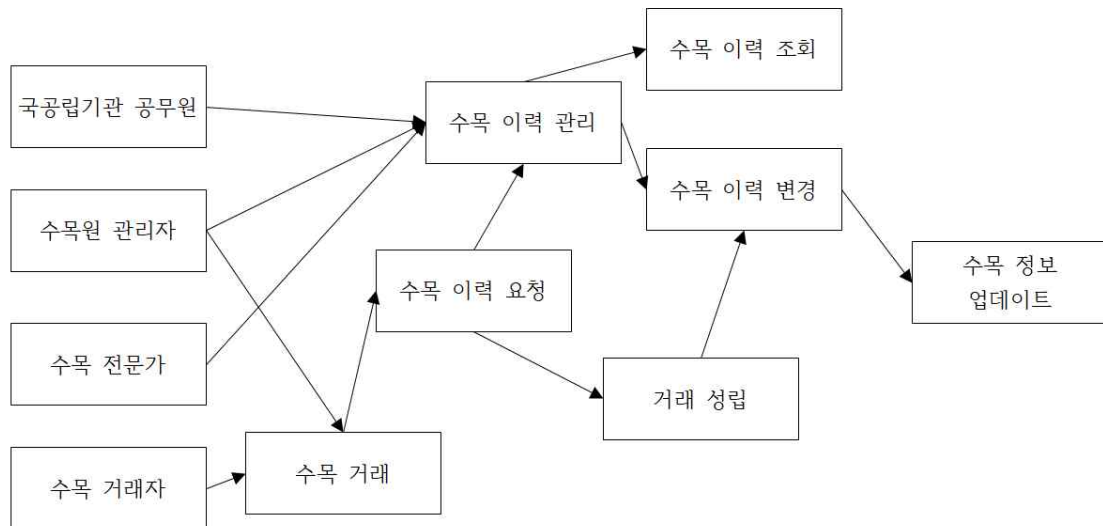 수목 이력 조회
국공립기관 공무원
수목 이력 관리
수목 이력 변경
수목원 관리자
수목 이력 요청
수목 정보
업데이트
수목 전문가
거래 성립
수목 거래자
수목 거래